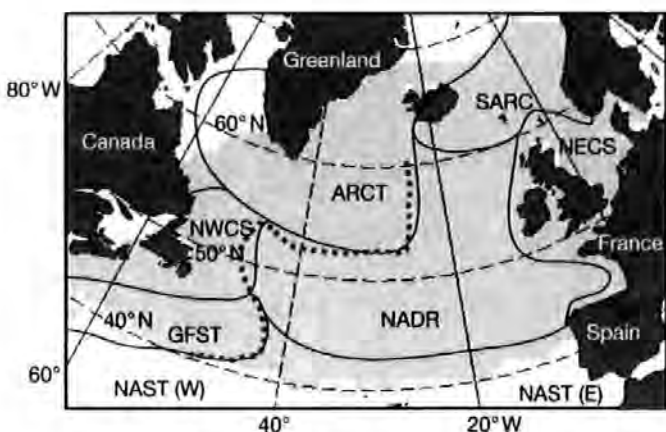 Greenland
80°W
SARC
60°N
Canada
NECS
ARCT
NWCS
50°N
France
40°N
GFST
NADR
Spain
60°
NAST (W)
NAST (E)
40°
20°W